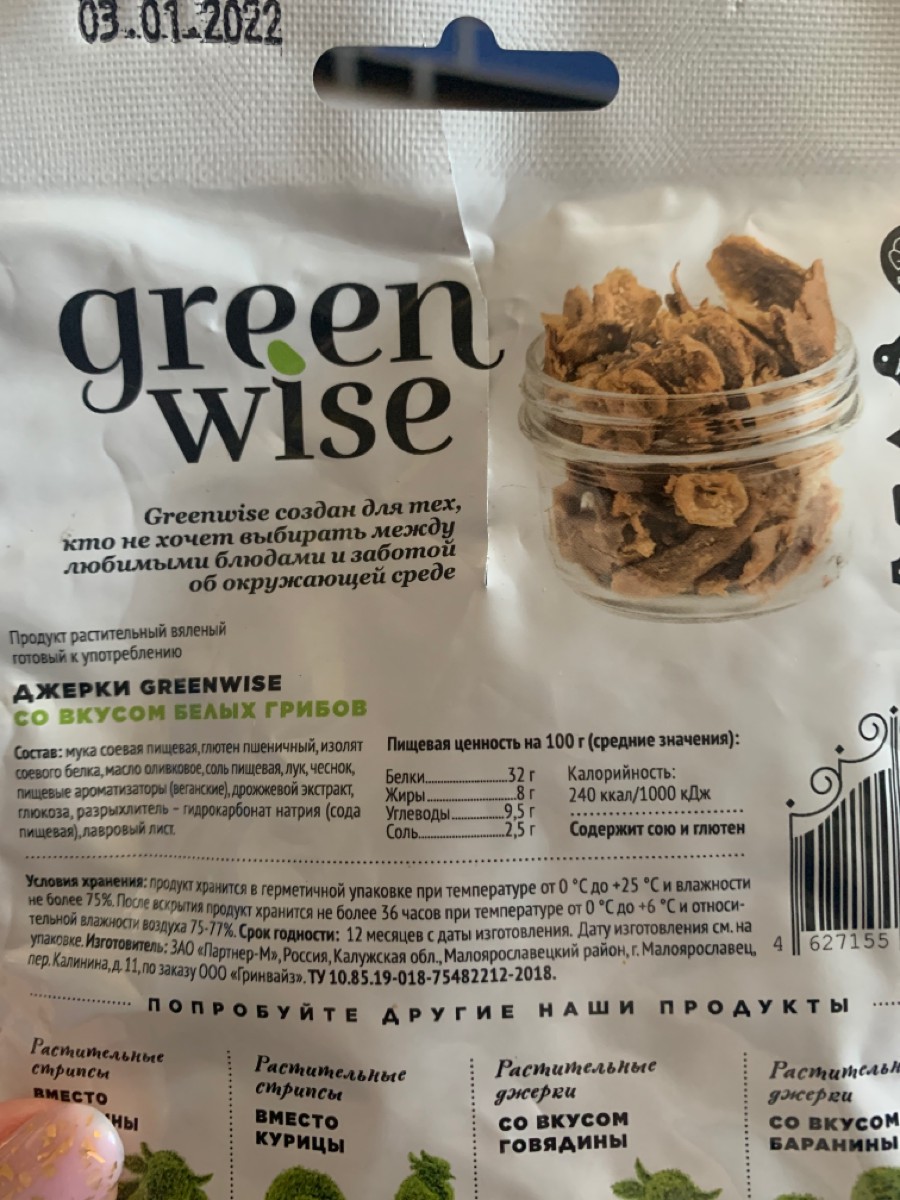 03.01.2022
green
wise
Greenwise создан для тех,
кто не хочет выбирать между
любимыми блюдами и заботой
об окружающей среде
Продукт растительный вяленый
готовый к употреблению
ДЖЕРКИ GREENWISE
СО ВКУСОМ БЕЛЫХ ГРИБОВ
Состав: мука соевая пищевая, глютен пшеничный, изолят
соевого белка, масло оливковое, соль пищевая, лук, чеснок,
пищевые ароматизаторы (веганские), дрожжевой экстракт,
глюкоза, разрыхлитель – гидрокарбонат натрия (сода
пищевая), лавровый лист.
Пищевая ценность на 100 г (средние значения):
Белки....................32 г
Жиры....................8 г
Углеводы.............9,5 г
Соль.....................2,5 г
Калорийность:
240 ккал/1000 кДж
Содержит сою и глютен
Условия хранения: продукт хранится в герметичной упаковке при температуре от 0 °C до +25 °C и влажности
не более 75%. После вскрытия продукт хранится не более 36 часов при температуре от 0 °C до +6 °C и относи-
тельной влажности воздуха 75-77%. Срок годности: 12 месяцев с даты изготовления. Дату изготовления см. на
упаковке. Изготовитель: ЗАО «Партнер-М», Россия, Калужская обл., Малоярославецкий район, г. Малоярославец,
пер. Калинина, д. 11, по заказу ООО «Гринвайз». ТУ 10.85.19-018-75482212-2018.
4 627155
ПОПРОБУЙТЕ ДРУГИЕ НАШИ ПРОДУКТЫ
Растительные
стрипсы
ВМЕСТО
НЫ
Растительные
стрипсы
ВМЕСТО
КУРИЦЫ
Растительные
джерки
СО ВКУСОМ
ГОВЯДИНЫ
Растительн
джерки
СО ВКУСОМ
БАРАНИНЫ